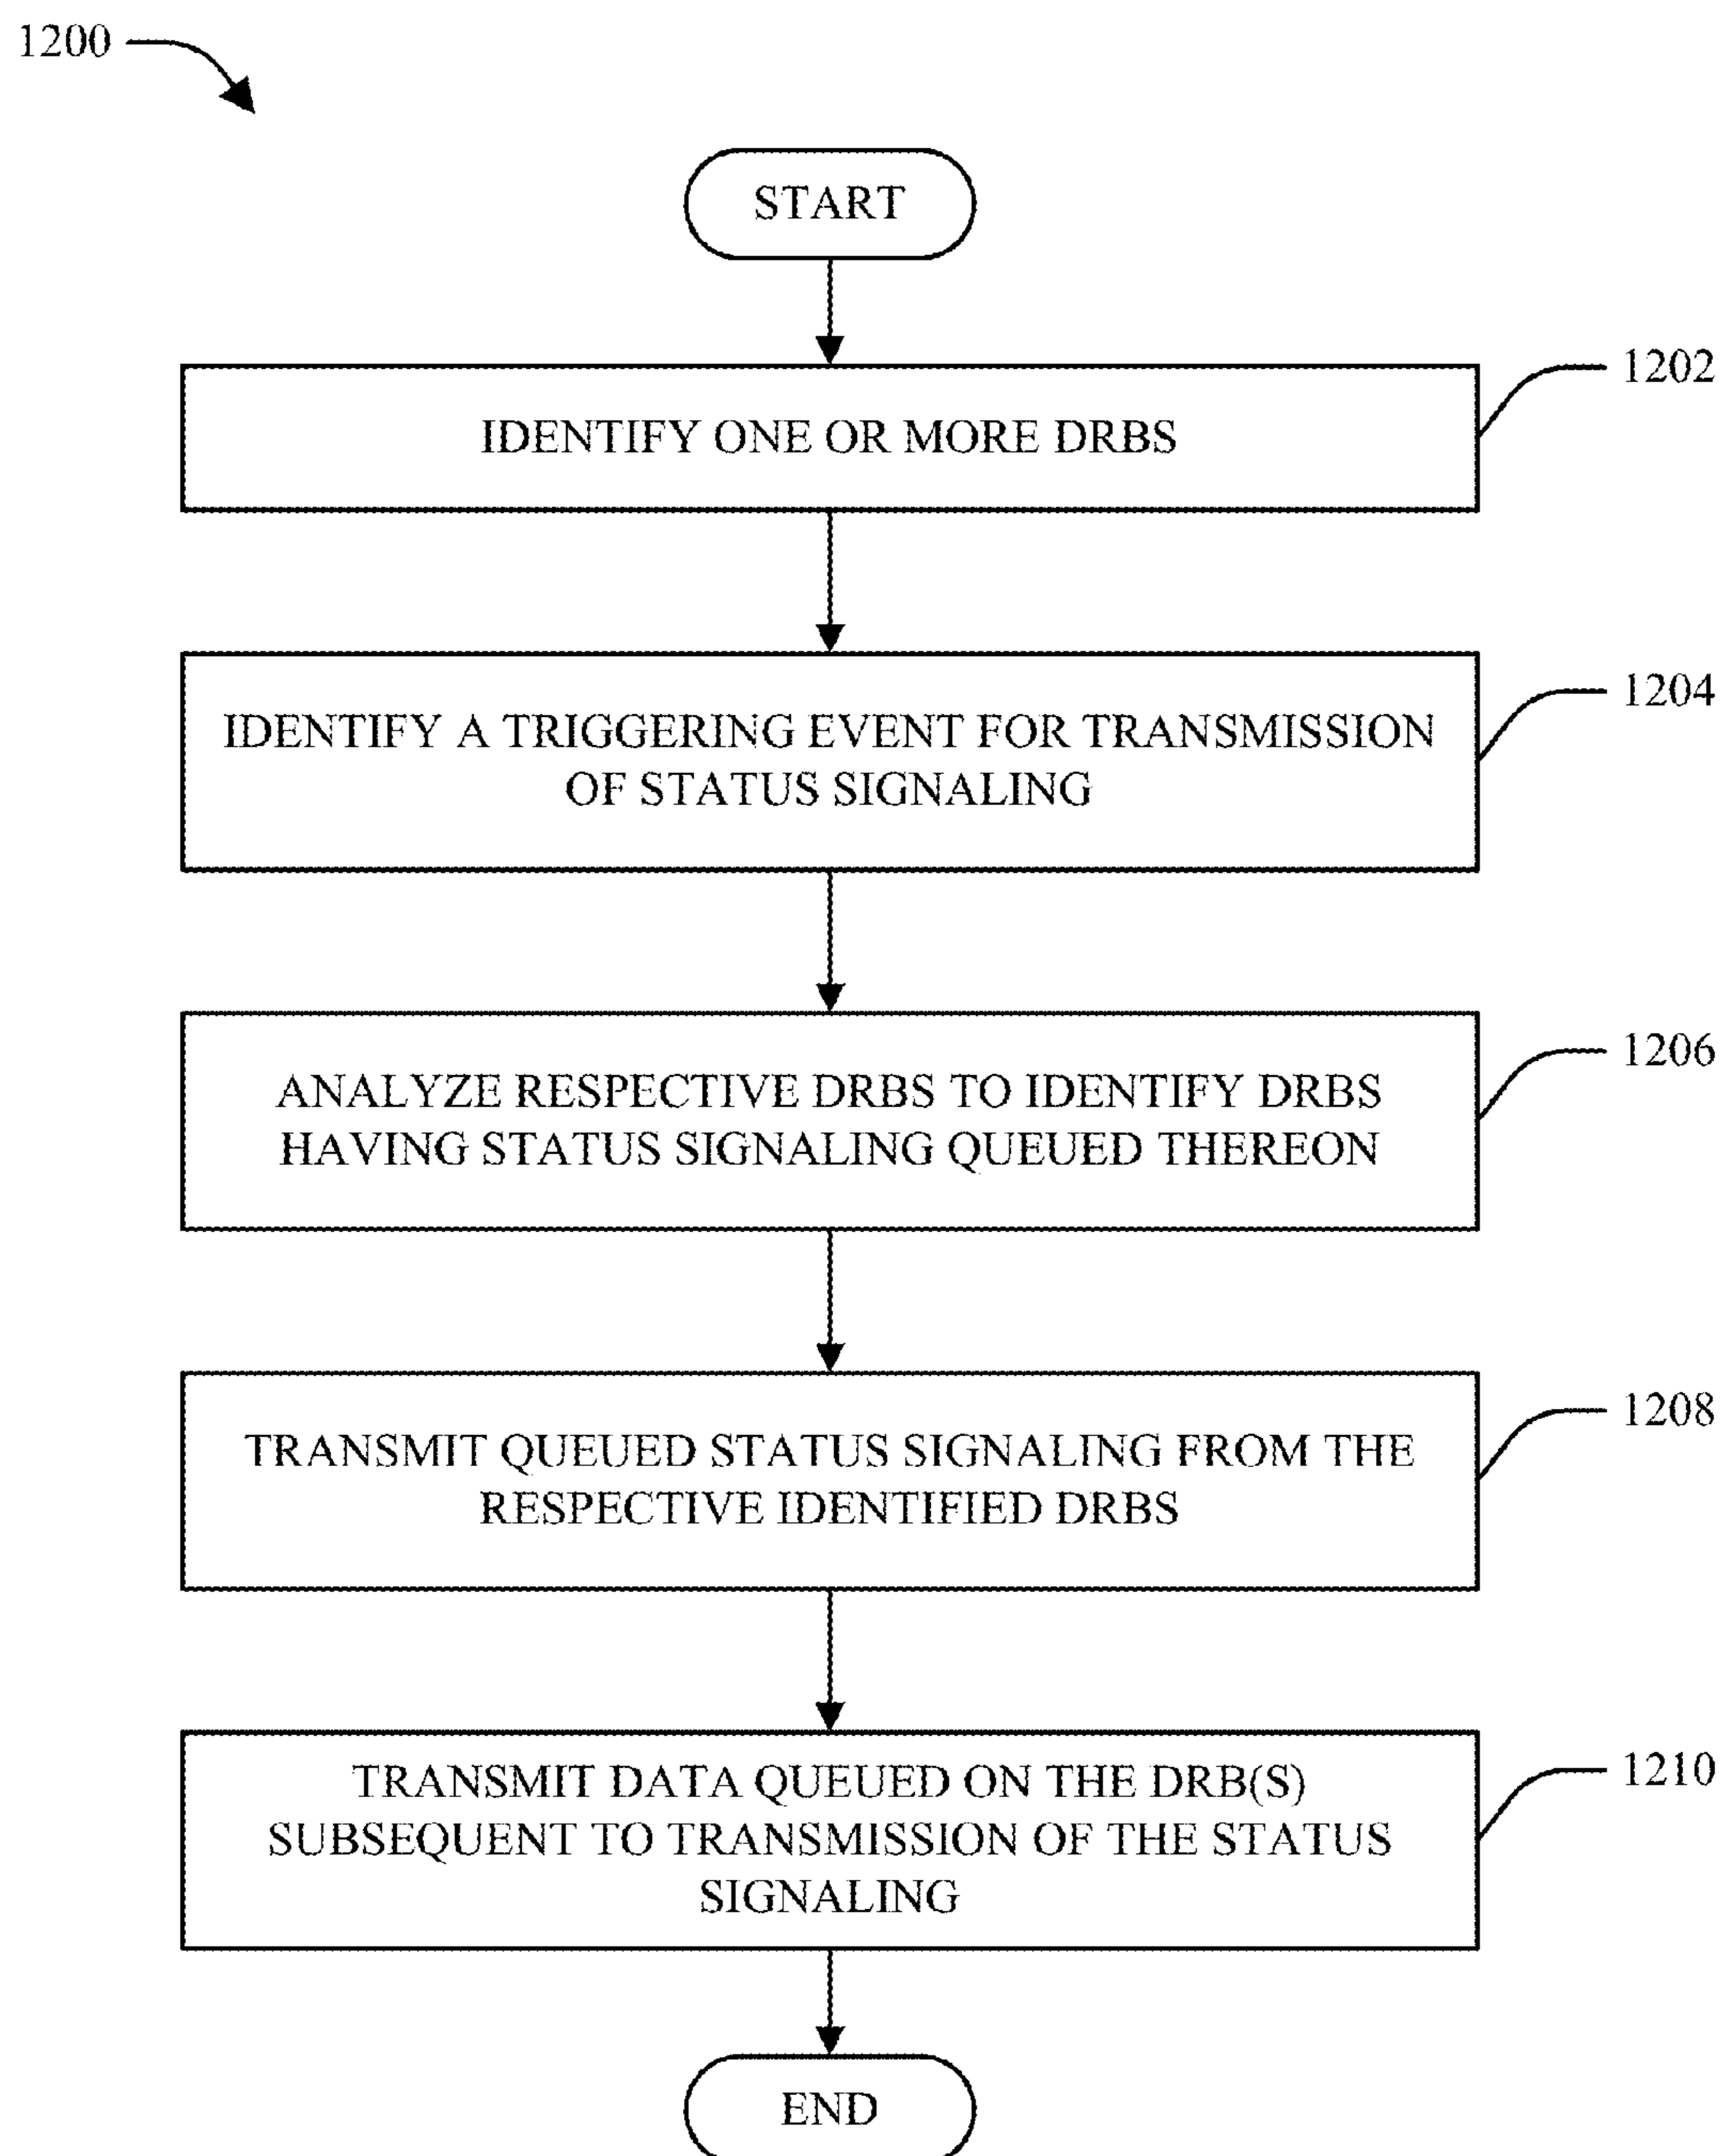 1200
START
1202
IDENTIFY ONE OR MORE DRBS
1204
IDENTIFY A TRIGGERING EVENT FOR TRANSMISSION
OF STATUS SIGNALING
1206
ANALYZE RESPECTIVE DRBS TO IDENTIFY DRBS
HAVING STATUS SIGNALING QUEUED THEREON
1208
TRANSMIT QUEUED STATUS SIGNALING FROM THE
RESPECTIVE IDENTIFIED DRBS
1210
TRANSMIT DATA QUEUED ON THE DRB(S)
SUBSEQUENT TO TRANSMISSION OF THE STATUS
SIGNALING
END